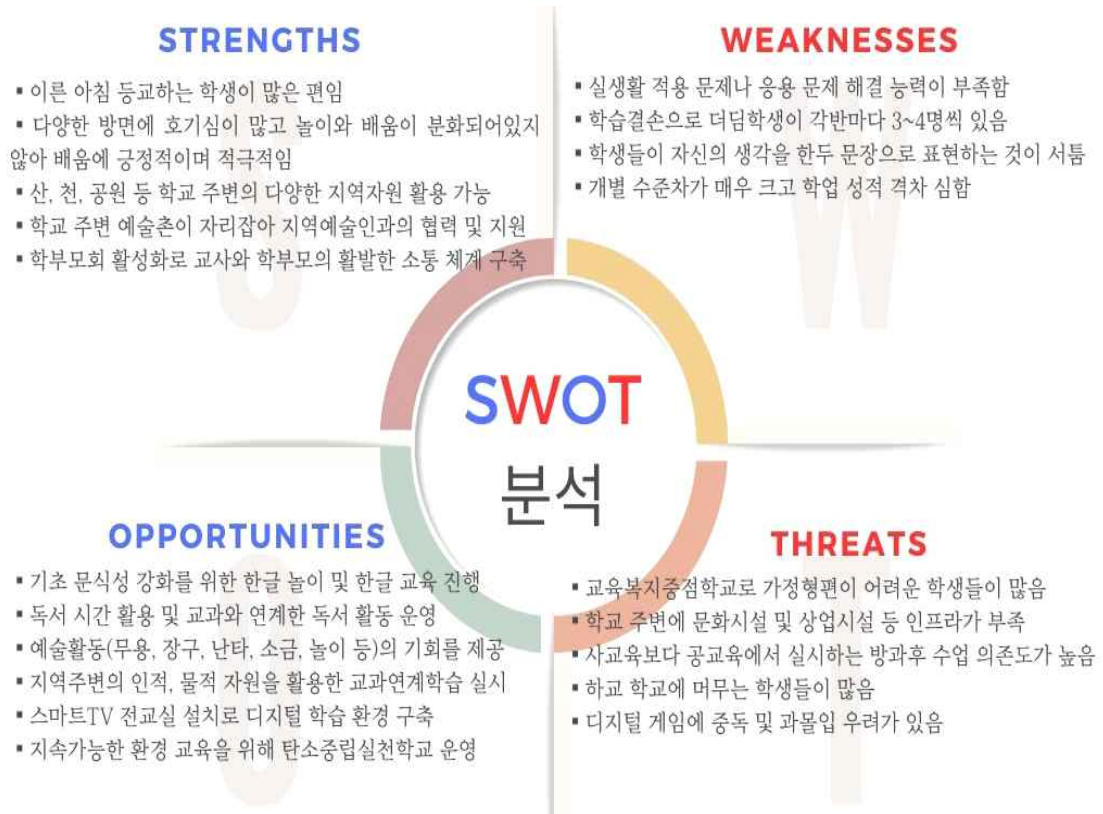 STRENGTHS
▪ 이른 아침 등교하는 학생이 많은 편임
▪ 다양한 방면에 호기심이 많고 놀이와 배움이 분화되어있지
않아 배움에 긍정적이며 적극적임
▪ 산, 천, 공원 등 학교 주변의 다양한 지역자원 활용 가능
▪ 학교 주변 예술촌이 자리잡아 지역예술인과의 협력 및 지원
▪ 학부모회 활성화로 교사와 학부모의 활발한 소통 체계 구축
S
WEAKNESSES
▪ 실생활 적용 문제나 응용 문제 해결 능력이 부족함
▪ 학습결손으로 더딤학생이 각반마다 3~4명씩 있음
▪ 학생들이 자신의 생각을 한두 문장으로 표현하는 것이 서툼
▪ 개별 수준차가 매우 크고 학업 성적 격차 심함
W
SWOT
분석
OPPORTUNITIES
▪ 기초 문식성 강화를 위한 한글 놀이 및 한글 교육 진행
▪ 독서 시간 활용 및 교과와 연계한 독서 활동 운영
▪ 예술활동(무용, 장구, 난타, 소금, 놀이 등)의 기회를 제공
▪ 지역주변의 인적, 물적 자원을 활용한 교과연계학습 실시
▪ 스마트TV 전교실 설치로 디지털 학습 환경 구축
▪ 지속가능한 환경 교육을 위해 탄소중립실천학교 운영
O
THREATS
▪ 교육복지중점학교로 가정형편이 어려운 학생들이 많음
▪ 학교 주변에 문화시설 및 상업시설 등 인프라가 부족
▪ 사교육보다 공교육에서 실시하는 방과후 수업 의존도가 높음
▪ 하교 학교에 머무는 학생들이 많음
▪ 디지털 게임에 중독 및 과몰입 우려가 있음
T